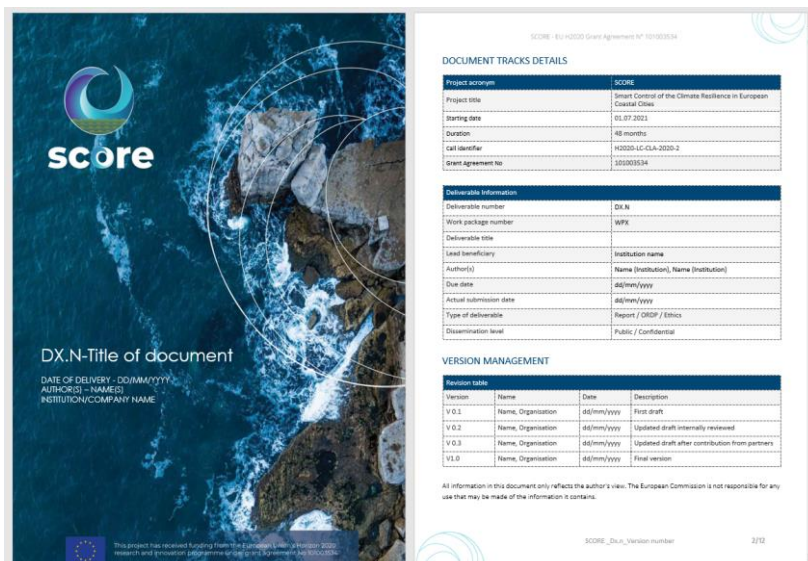 score
DX.N-Title of document
DATE OF DELIVERY - DD/MM/YYYY
AUTHOR(S) – NAME(S)
INSTITUTION/COMPANY NAME
This project has received funding from the European Union's Horizon 2020
research and innovation programme under grant agreement No 101003534
SCORE - EU H2020 Grant Agreement N° 101003534
DOCUMENT TRACKS DETAILS
Project acronym SCORE
Project title Smart Control of the Climate Resilience in European
Coastal Cities
Starting date 01.07.2021
Duration 48 months
Call identifier H2020-LC-CLA-2020-2
Grant Agreement No 101003534
Deliverable Information
Deliverable number DX.N
Work package number WPX
Deliverable title
Lead beneficiary Institution name
Author(s) Name (Institution), Name (Institution)
Due date dd/mm/yyyy
Actual submission date dd/mm/yyyy
Type of deliverable Report / ORDP / Ethics
Dissemination level Public / Confidential
VERSION MANAGEMENT
Revision table
Version Name Date Description
V 0.1 Name, Organisation dd/mm/yyyy First draft
V 0.2 Name, Organisation dd/mm/yyyy Updated draft internally reviewed
V 0.3 Name, Organisation dd/mm/yyyy Updated draft after contribution from partners
V1.0 Name, Organisation dd/mm/yyyy Final version
All information in this document only reflects the author's view. The European Commission is not responsible for any
use that may be made of the information it contains.
SCORE _Ds.n_Version number 2/12